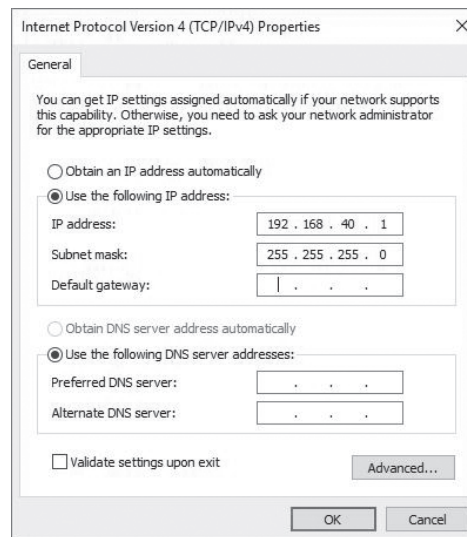 Internet Protocol Version 4 (TCP/IPv4) Properties
General
You can get IP settings assigned automatically if your network supports
this capability. Otherwise, you need to ask your network administrator
for the appropriate IP settings.
Obtain an IP address automatically
Use the following IP address:
IP address: 192 . 168 . 40 . 1
Subnet mask: 255 . 255 . 255 . 0
Default gateway: . . .
Obtain DNS server address automatically
Use the following DNS server addresses:
Preferred DNS server: . . .
Alternate DNS server: . . .
Validate settings upon exit
Advanced...
OK Cancel